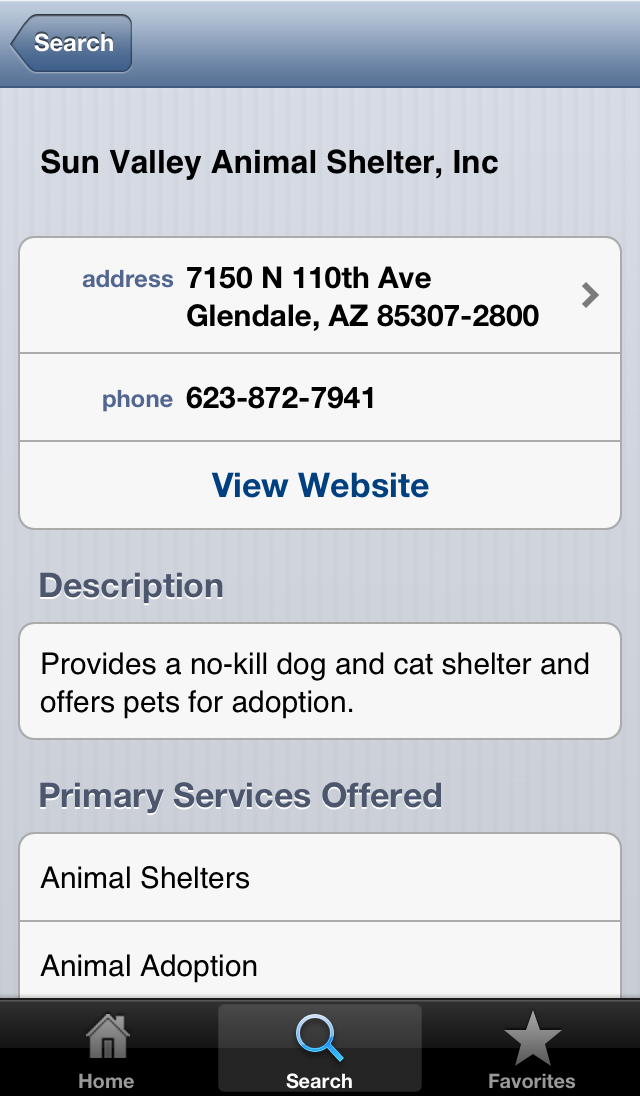 Search
Sun Valley Animal Shelter, Inc
address 7150 N 110th Ave
Glendale, AZ 85307-2800
phone 623-872-7941
View Website
Description
Provides a no-kill dog and cat shelter and
offers pets for adoption.
Primary Services Offered
Animal Shelters
Animal Adoption
Home Search Favorites